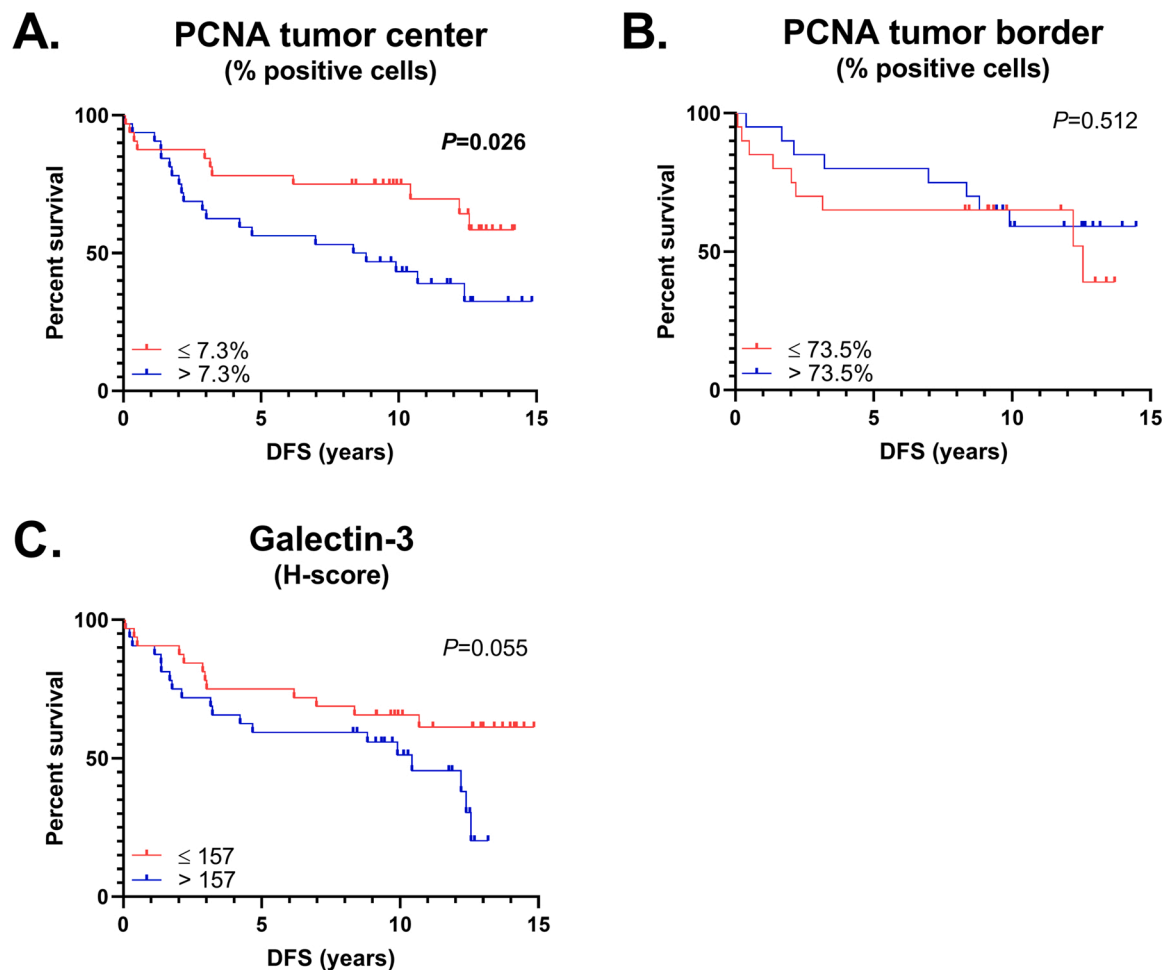 A.
PCNA tumor center
(% positive cells)
P=0.026
Percent survival
100
50
0
≤ 7.3%
> 7.3%
0 5 10 15
DFS (years)
B.
PCNA tumor border
(% positive cells)
P=0.512
Percent survival
100
50
0
≤ 73.5%
> 73.5%
0 5 10 15
DFS (years)
C.
Galectin-3
(H-score)
P=0.055
Percent survival
100
50
0
≤ 157
> 157
0 5 10 15
DFS (years)